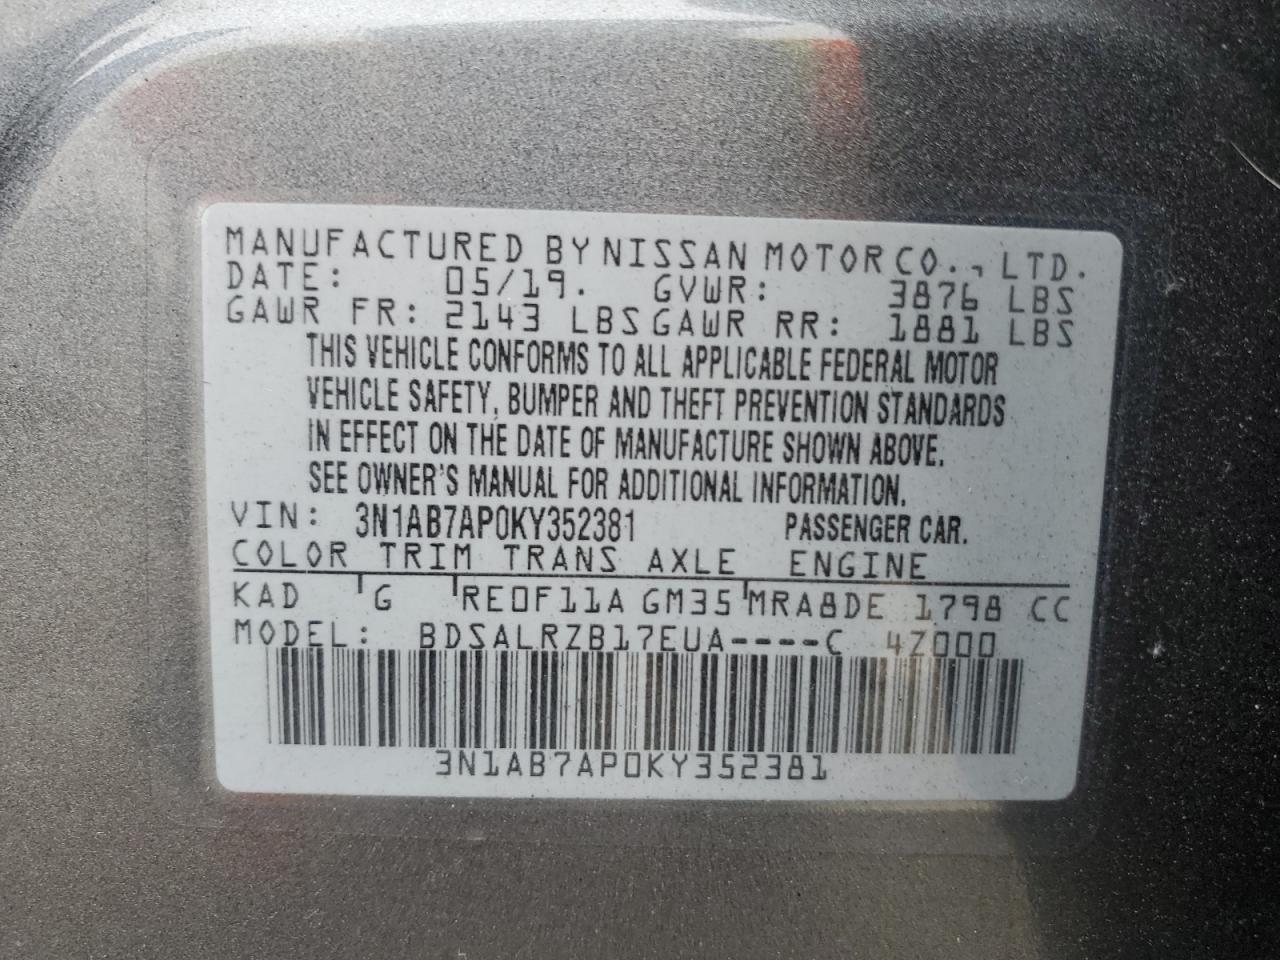 MANUFACTURED BY NISSAN MOTOR CO., LTD.
DATE: 05/19. GVWR: 3876 LBS
GAWR FR: 2143 LBS GAWR RR: 1881 LBS
THIS VEHICLE CONFORMS TO ALL APPLICABLE FEDERAL MOTOR
VEHICLE SAFETY, BUMPER AND THEFT PREVENTION STANDARDS
IN EFFECT ON THE DATE OF MANUFACTURE SHOWN ABOVE.
SEE OWNER'S MANUAL FOR ADDITIONAL INFORMATION.
VIN: 3N1AB7AP0KY352381 PASSENGER CAR.
COLOR TRIM TRANS AXLE ENGINE
KAD G RE0F11A GM35 MRA8DE 1798 CC
MODEL: BDSALRZB17EUA----C 4Z000
3N1AB7AP0KY352381